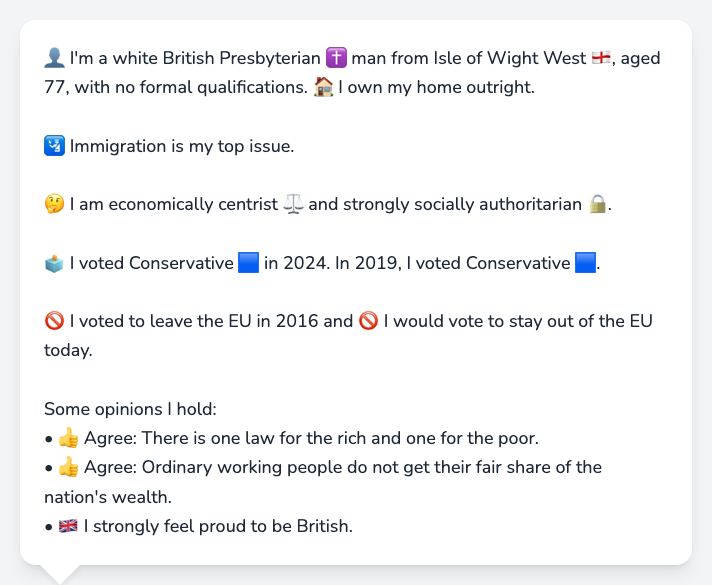 👤 I'm a white British Presbyterian ✝️ man from Isle of Wight West 🏴󠁧󠁢󠁥󠁮󠁧󠁿, aged
77, with no formal qualifications. 🏠 I own my home outright.
🛂 Immigration is my top issue.
🤔 I am economically centrist ⚖️ and strongly socially authoritarian 🔒.
🗳️ I voted Conservative 🟦 in 2024. In 2019, I voted Conservative 🟦.
🚫 I voted to leave the EU in 2016 and 🚫 I would vote to stay out of the EU
today.
Some opinions I hold:
• 👍 Agree: There is one law for the rich and one for the poor.
• 👍 Agree: Ordinary working people do not get their fair share of the
nation's wealth.
• 🇬🇧 I strongly feel proud to be British.